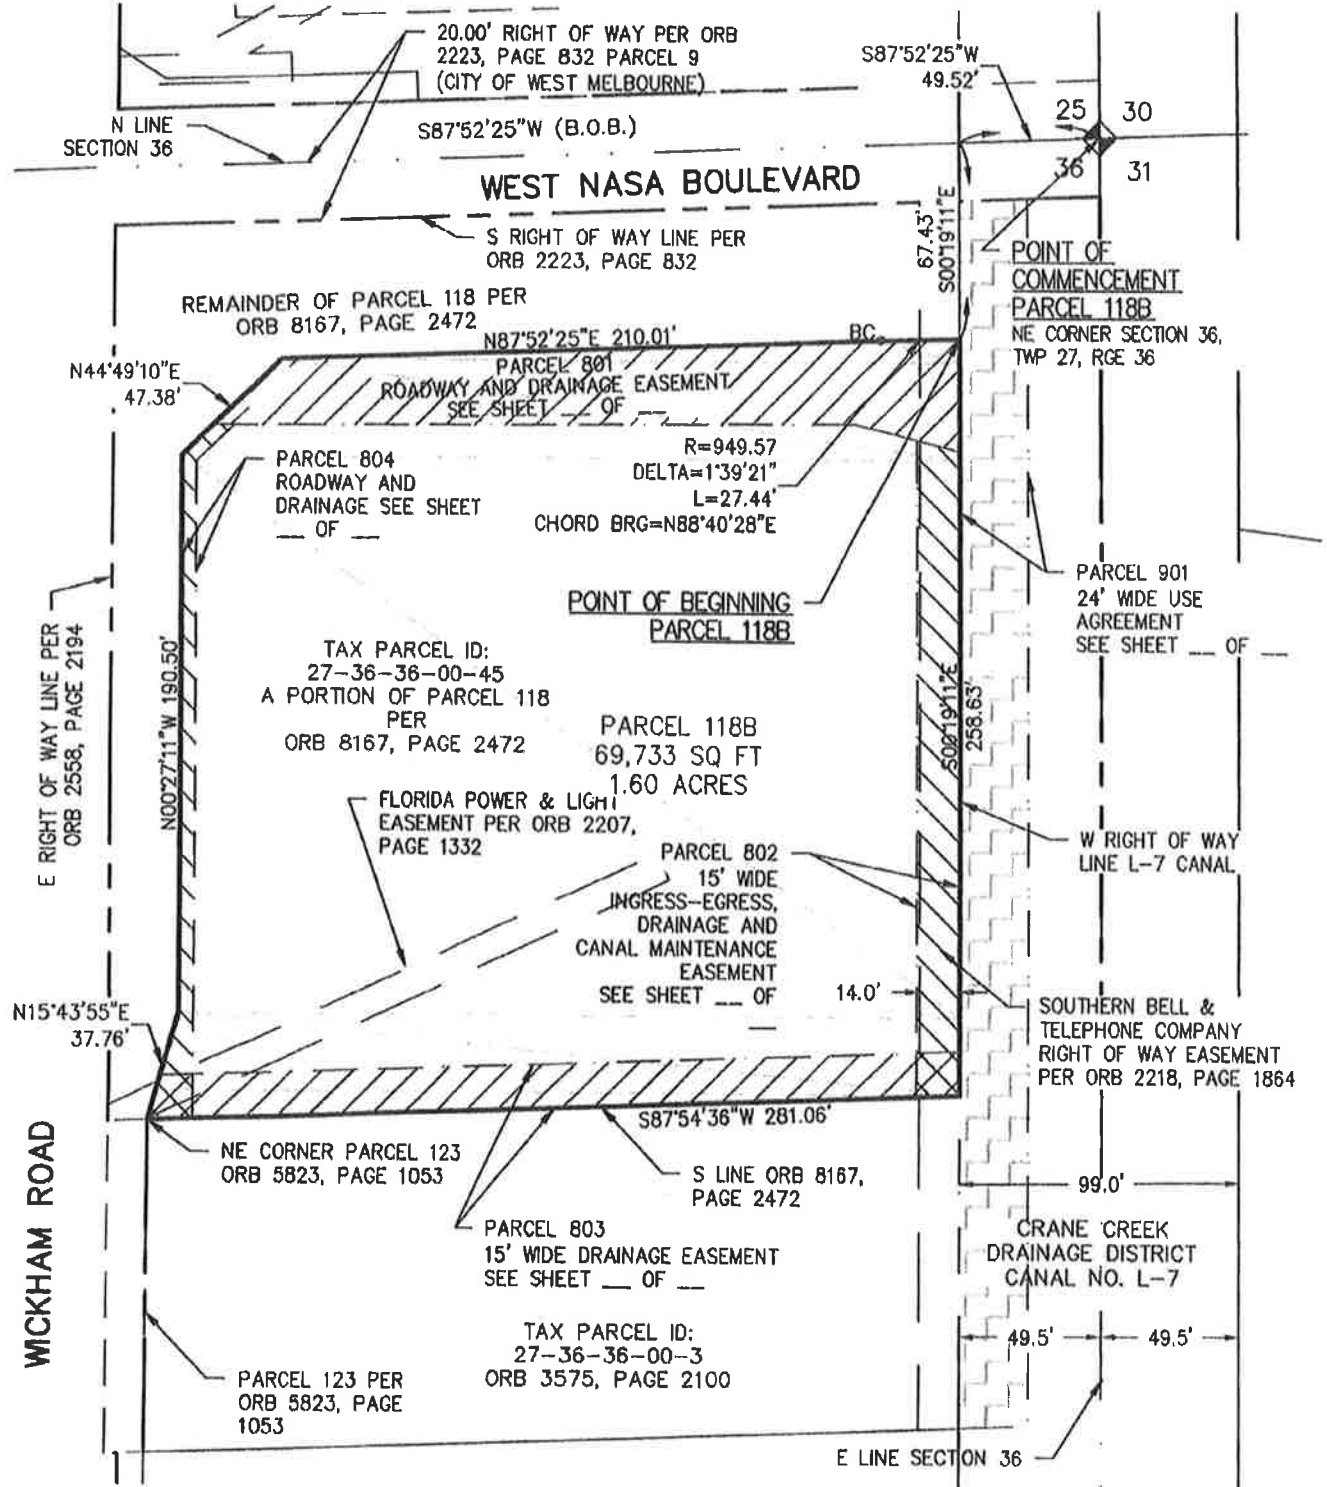 20.00' RIGHT OF WAY PER ORB
2223, PAGE 832 PARCEL 9
(CITY OF WEST MELBOURNE)
S87°52'25"W
49.52'
N LINE
SECTION 36
S87°52'25"W (B.O.B.)
25
30
36
31
WEST NASA BOULEVARD
S RIGHT OF WAY LINE PER
ORB 2223, PAGE 832
67.43'
S00°19'11"E
POINT OF
COMMENCEMENT
PARCEL 118B
NE CORNER SECTION 36,
TWP 27, RGE 36
REMAINDER OF PARCEL 118 PER
ORB 8167, PAGE 2472
N87°52'25"E 210.01'
BC
N44°49'10"E
47.38'
PARCEL 801
ROADWAY AND DRAINAGE EASEMENT
SEE SHEET __ OF __
PARCEL 804
ROADWAY AND
DRAINAGE SEE SHEET
__ OF __
R=949.57
DELTA=1°39'21"
L=27.44'
CHORD BRG=N88°40'28"E
POINT OF BEGINNING
PARCEL 118B
PARCEL 901
24' WIDE USE
AGREEMENT
SEE SHEET __ OF __
E RIGHT OF WAY LINE PER
ORB 2558, PAGE 2194
N00°27'11"W 190.50'
TAX PARCEL ID:
27-36-36-00-45
A PORTION OF PARCEL 118
PER
ORB 8167, PAGE 2472
PARCEL 118B
69,733 SQ FT
1.60 ACRES
S00°19'11"E
258.63'
FLORIDA POWER & LIGHT
EASEMENT PER ORB 2207,
PAGE 1332
W RIGHT OF WAY
LINE L-7 CANAL
PARCEL 802
15' WIDE
INGRESS-EGRESS,
DRAINAGE AND
CANAL MAINTENANCE
EASEMENT
SEE SHEET __ OF
__
14.0'
N15°43'55"E
37.76'
SOUTHERN BELL &
TELEPHONE COMPANY
RIGHT OF WAY EASEMENT
PER ORB 2218, PAGE 1864
S87°54'36"W 281.06'
WICKHAM ROAD
NE CORNER PARCEL 123
ORB 5823, PAGE 1053
S LINE ORB 8167,
PAGE 2472
99.0'
PARCEL 803
15' WIDE DRAINAGE EASEMENT
SEE SHEET __ OF __
CRANE CREEK
DRAINAGE DISTRICT
CANAL NO. L-7
TAX PARCEL ID:
27-36-36-00-3
ORB 3575, PAGE 2100
49.5'
49.5'
PARCEL 123 PER
ORB 5823, PAGE
1053
E LINE SECTION 36